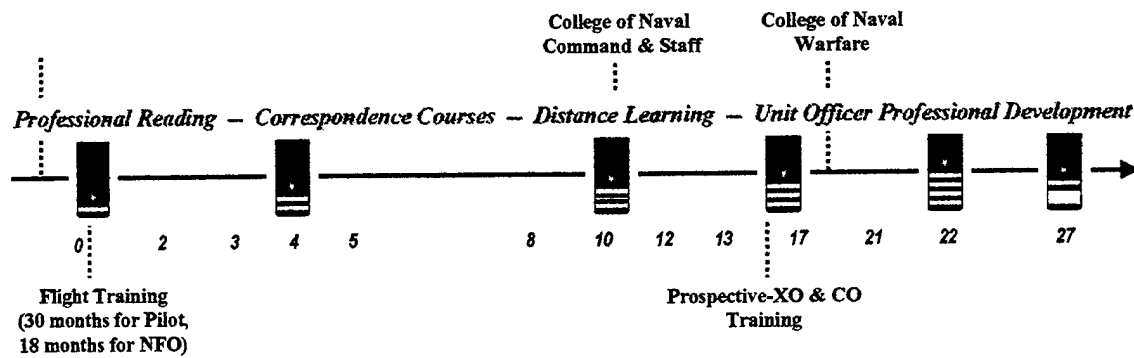 College of Naval
Command & Staff
College of Naval
Warfare
Professional Reading – Correspondence Courses – Distance Learning – Unit Officer Professional Development
0 2 3 4 5 8 10 12 13 17 21 22 27
Flight Training
(30 months for Pilot,
18 months for NFO)
Prospective-XO & CO
Training